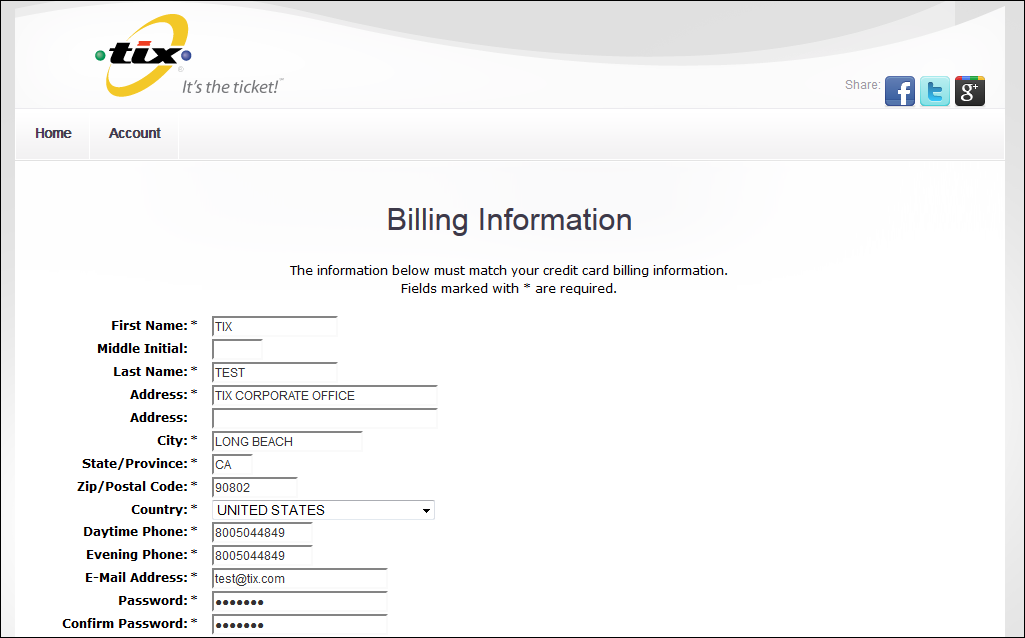 tix
It's the ticket!
Share:
Home Account
Billing Information
The information below must match your credit card billing information.
Fields marked with * are required.
First Name: * TIX
Middle Initial:
Last Name: * TEST
Address: * TIX CORPORATE OFFICE
Address:
City: * LONG BEACH
State/Province: * CA
Zip/Postal Code: * 90802
Country: * UNITED STATES
Daytime Phone: * 8005044849
Evening Phone: * 8005044849
E-Mail Address: * test@tix.com
Password: * •••••••
Confirm Password: * •••••••